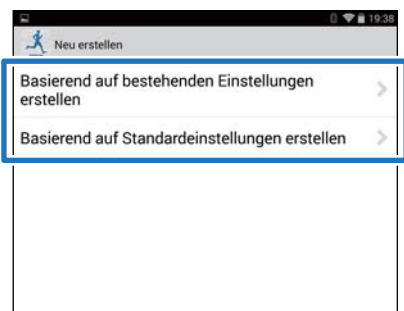 19:38
Neu erstellen
Basierend auf bestehenden Einstellungen
erstellen
Basierend auf Standardeinstellungen erstellen